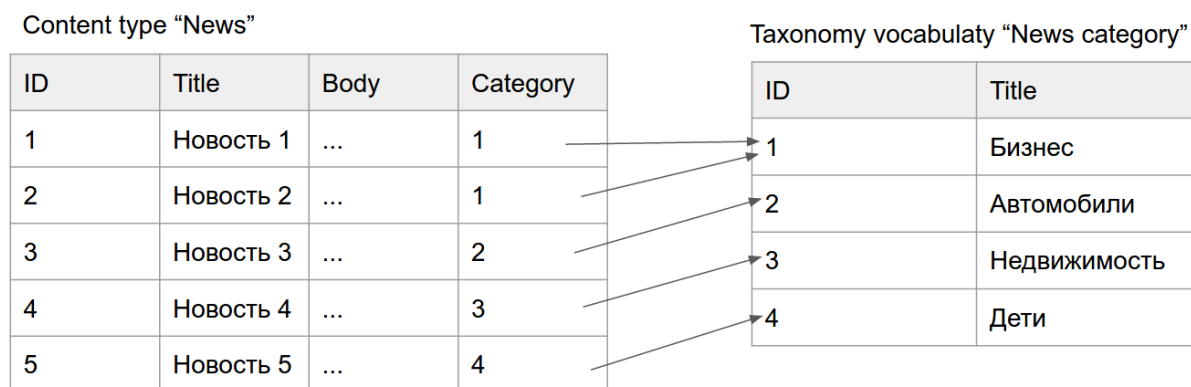 Content type “News”
ID Title Body Category
1 Новость 1 ... 1
2 Новость 2 ... 1
3 Новость 3 ... 2
4 Новость 4 ... 3
5 Новость 5 ... 4
Taxonomy vocabulaty “News category”
ID Title
1 Бизнес
2 Автомобили
3 Недвижимость
4 Дети